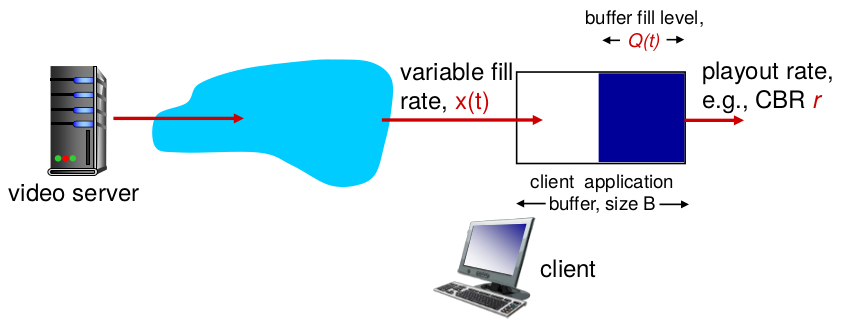 buffer fill level,
Q(t)
variable fill
rate, x(t)
playout rate,
e.g., CBR r
video server
client application
buffer, size B
client